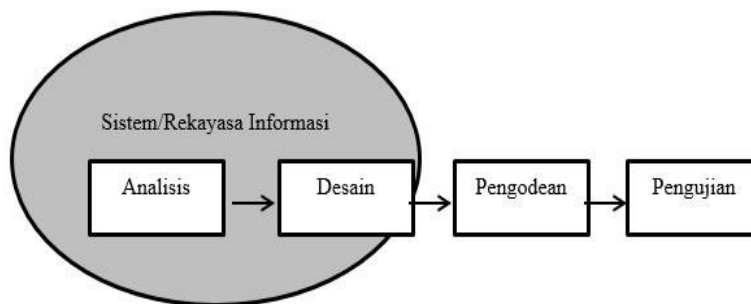 Sistem/Rekayasa Informasi
Analisis
Desain
Pengodean
Pengujian